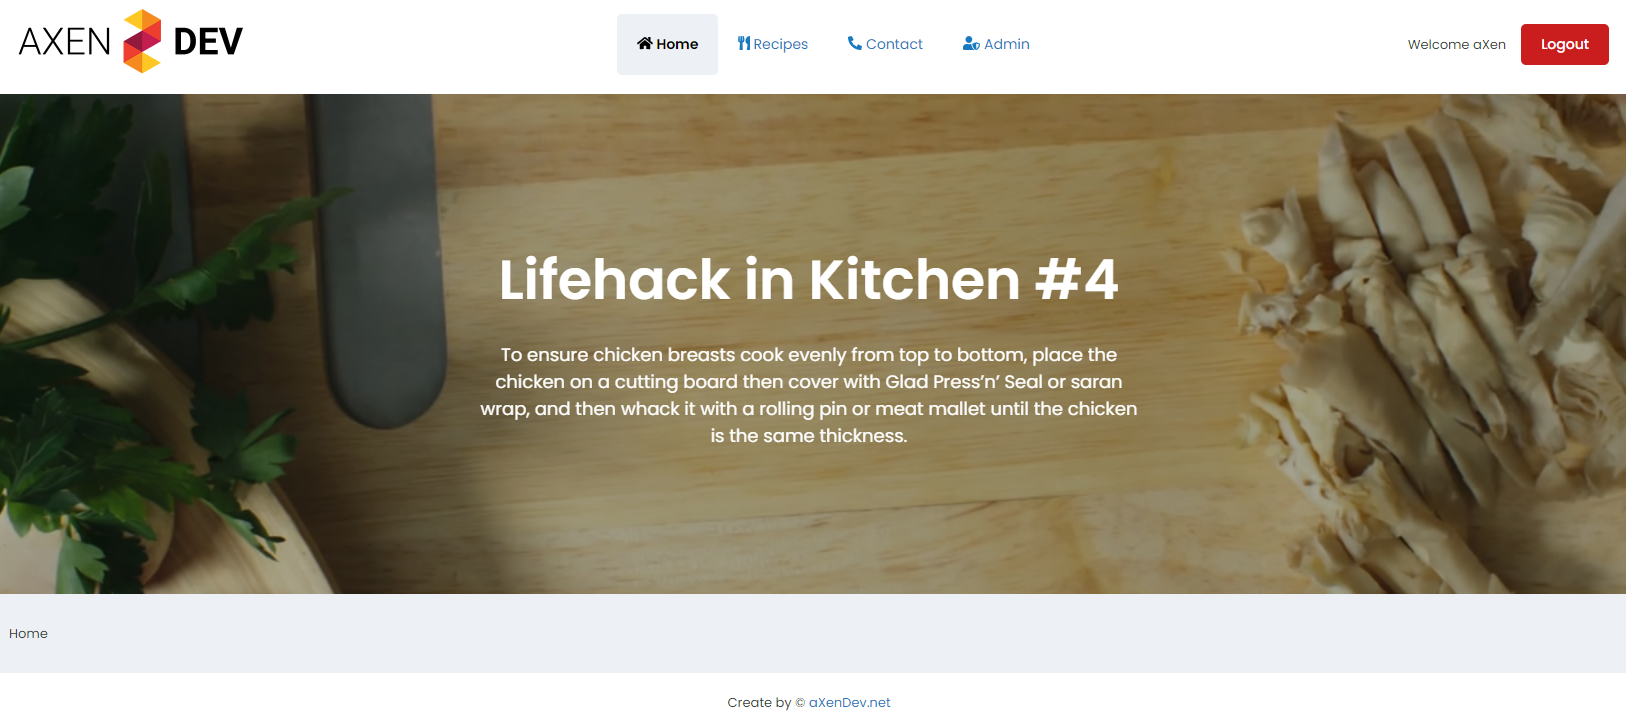 AXEN DEV
Home Recipes Contact Admin
Welcome aXen Logout
Lifehack in Kitchen #4
To ensure chicken breasts cook evenly from top to bottom, place the
chicken on a cutting board then cover with Glad Press’n’ Seal or saran
wrap, and then whack it with a rolling pin or meat mallet until the chicken
is the same thickness.
Home
Create by © aXenDev.net